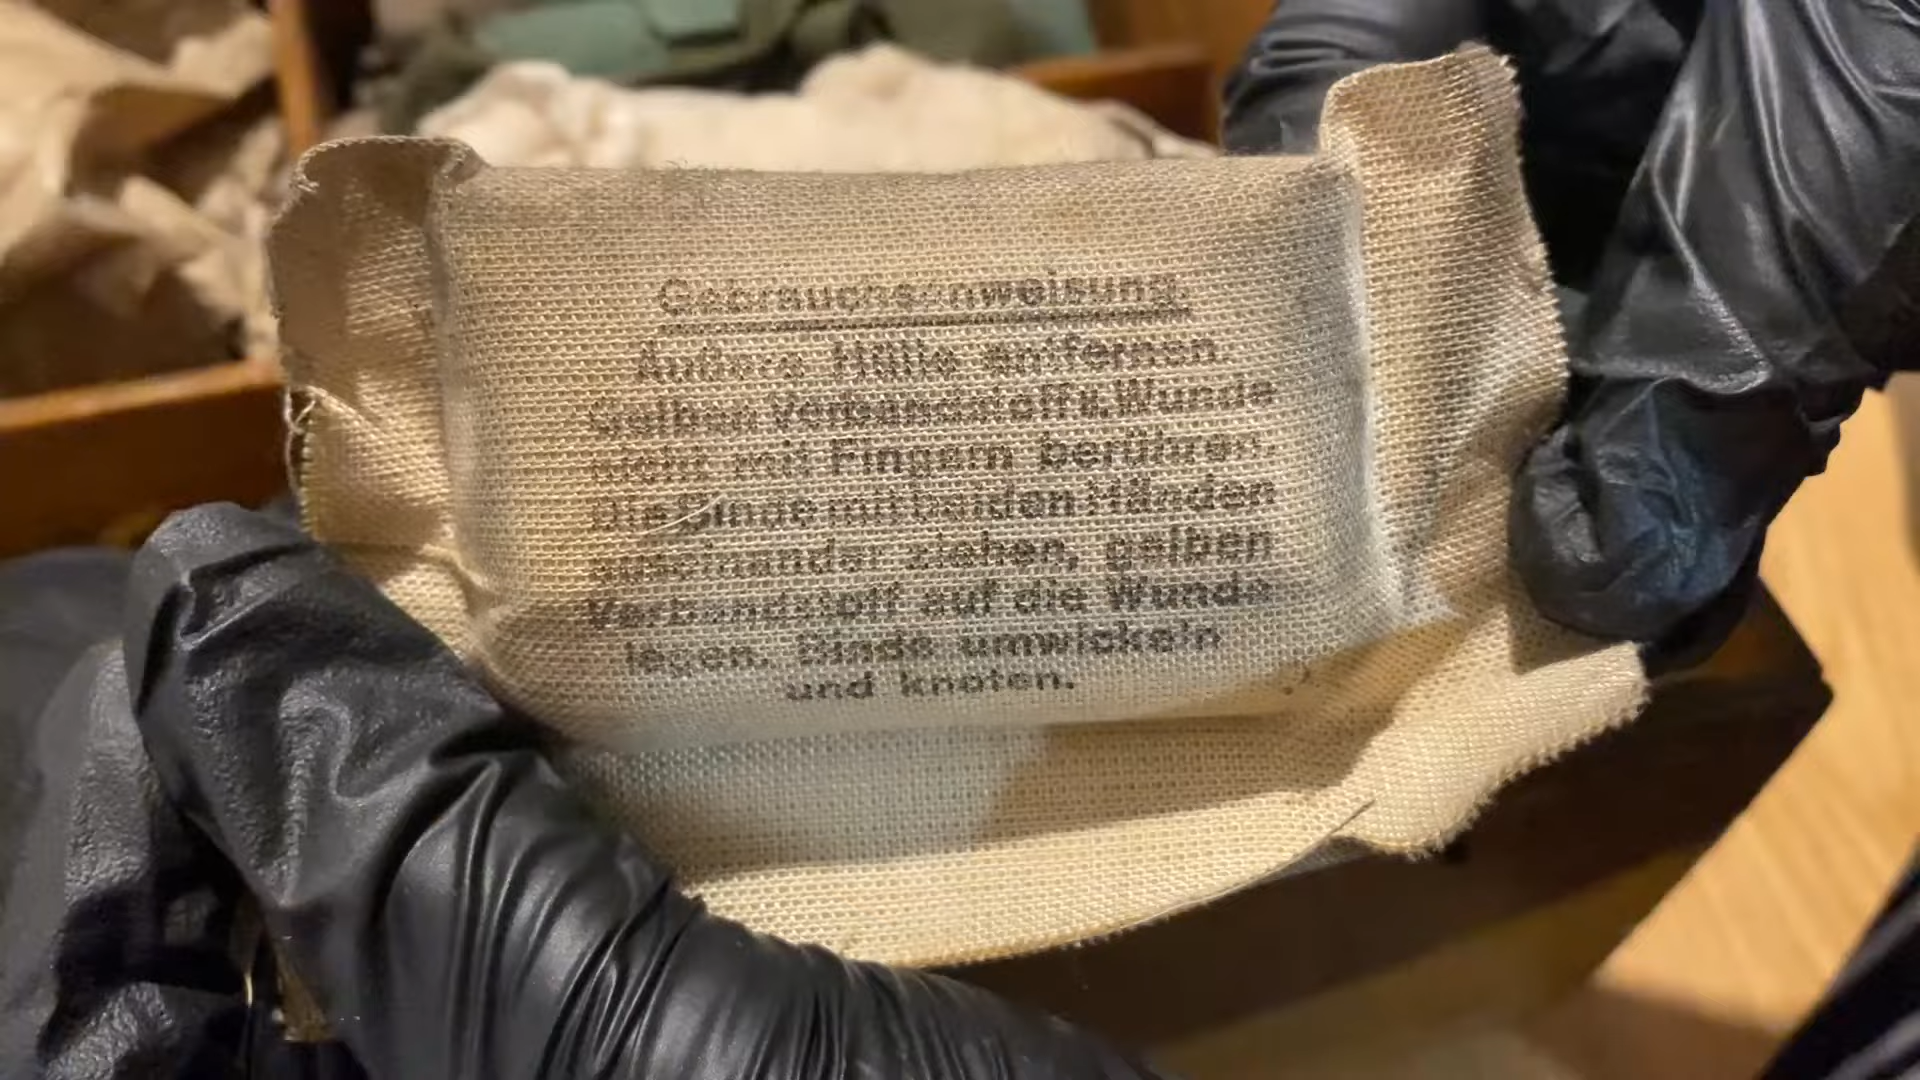 Gebrauchsanweisung.
Äußere Hülle entfernen
Gelben Verbandstoff u. Wunde
nicht mit Fingern berühren.
Die Binde mit beiden Händen
auseinander ziehen, gelben
Verbandstoff auf die Wunde
legen. Binde umwickeln
und knoten.